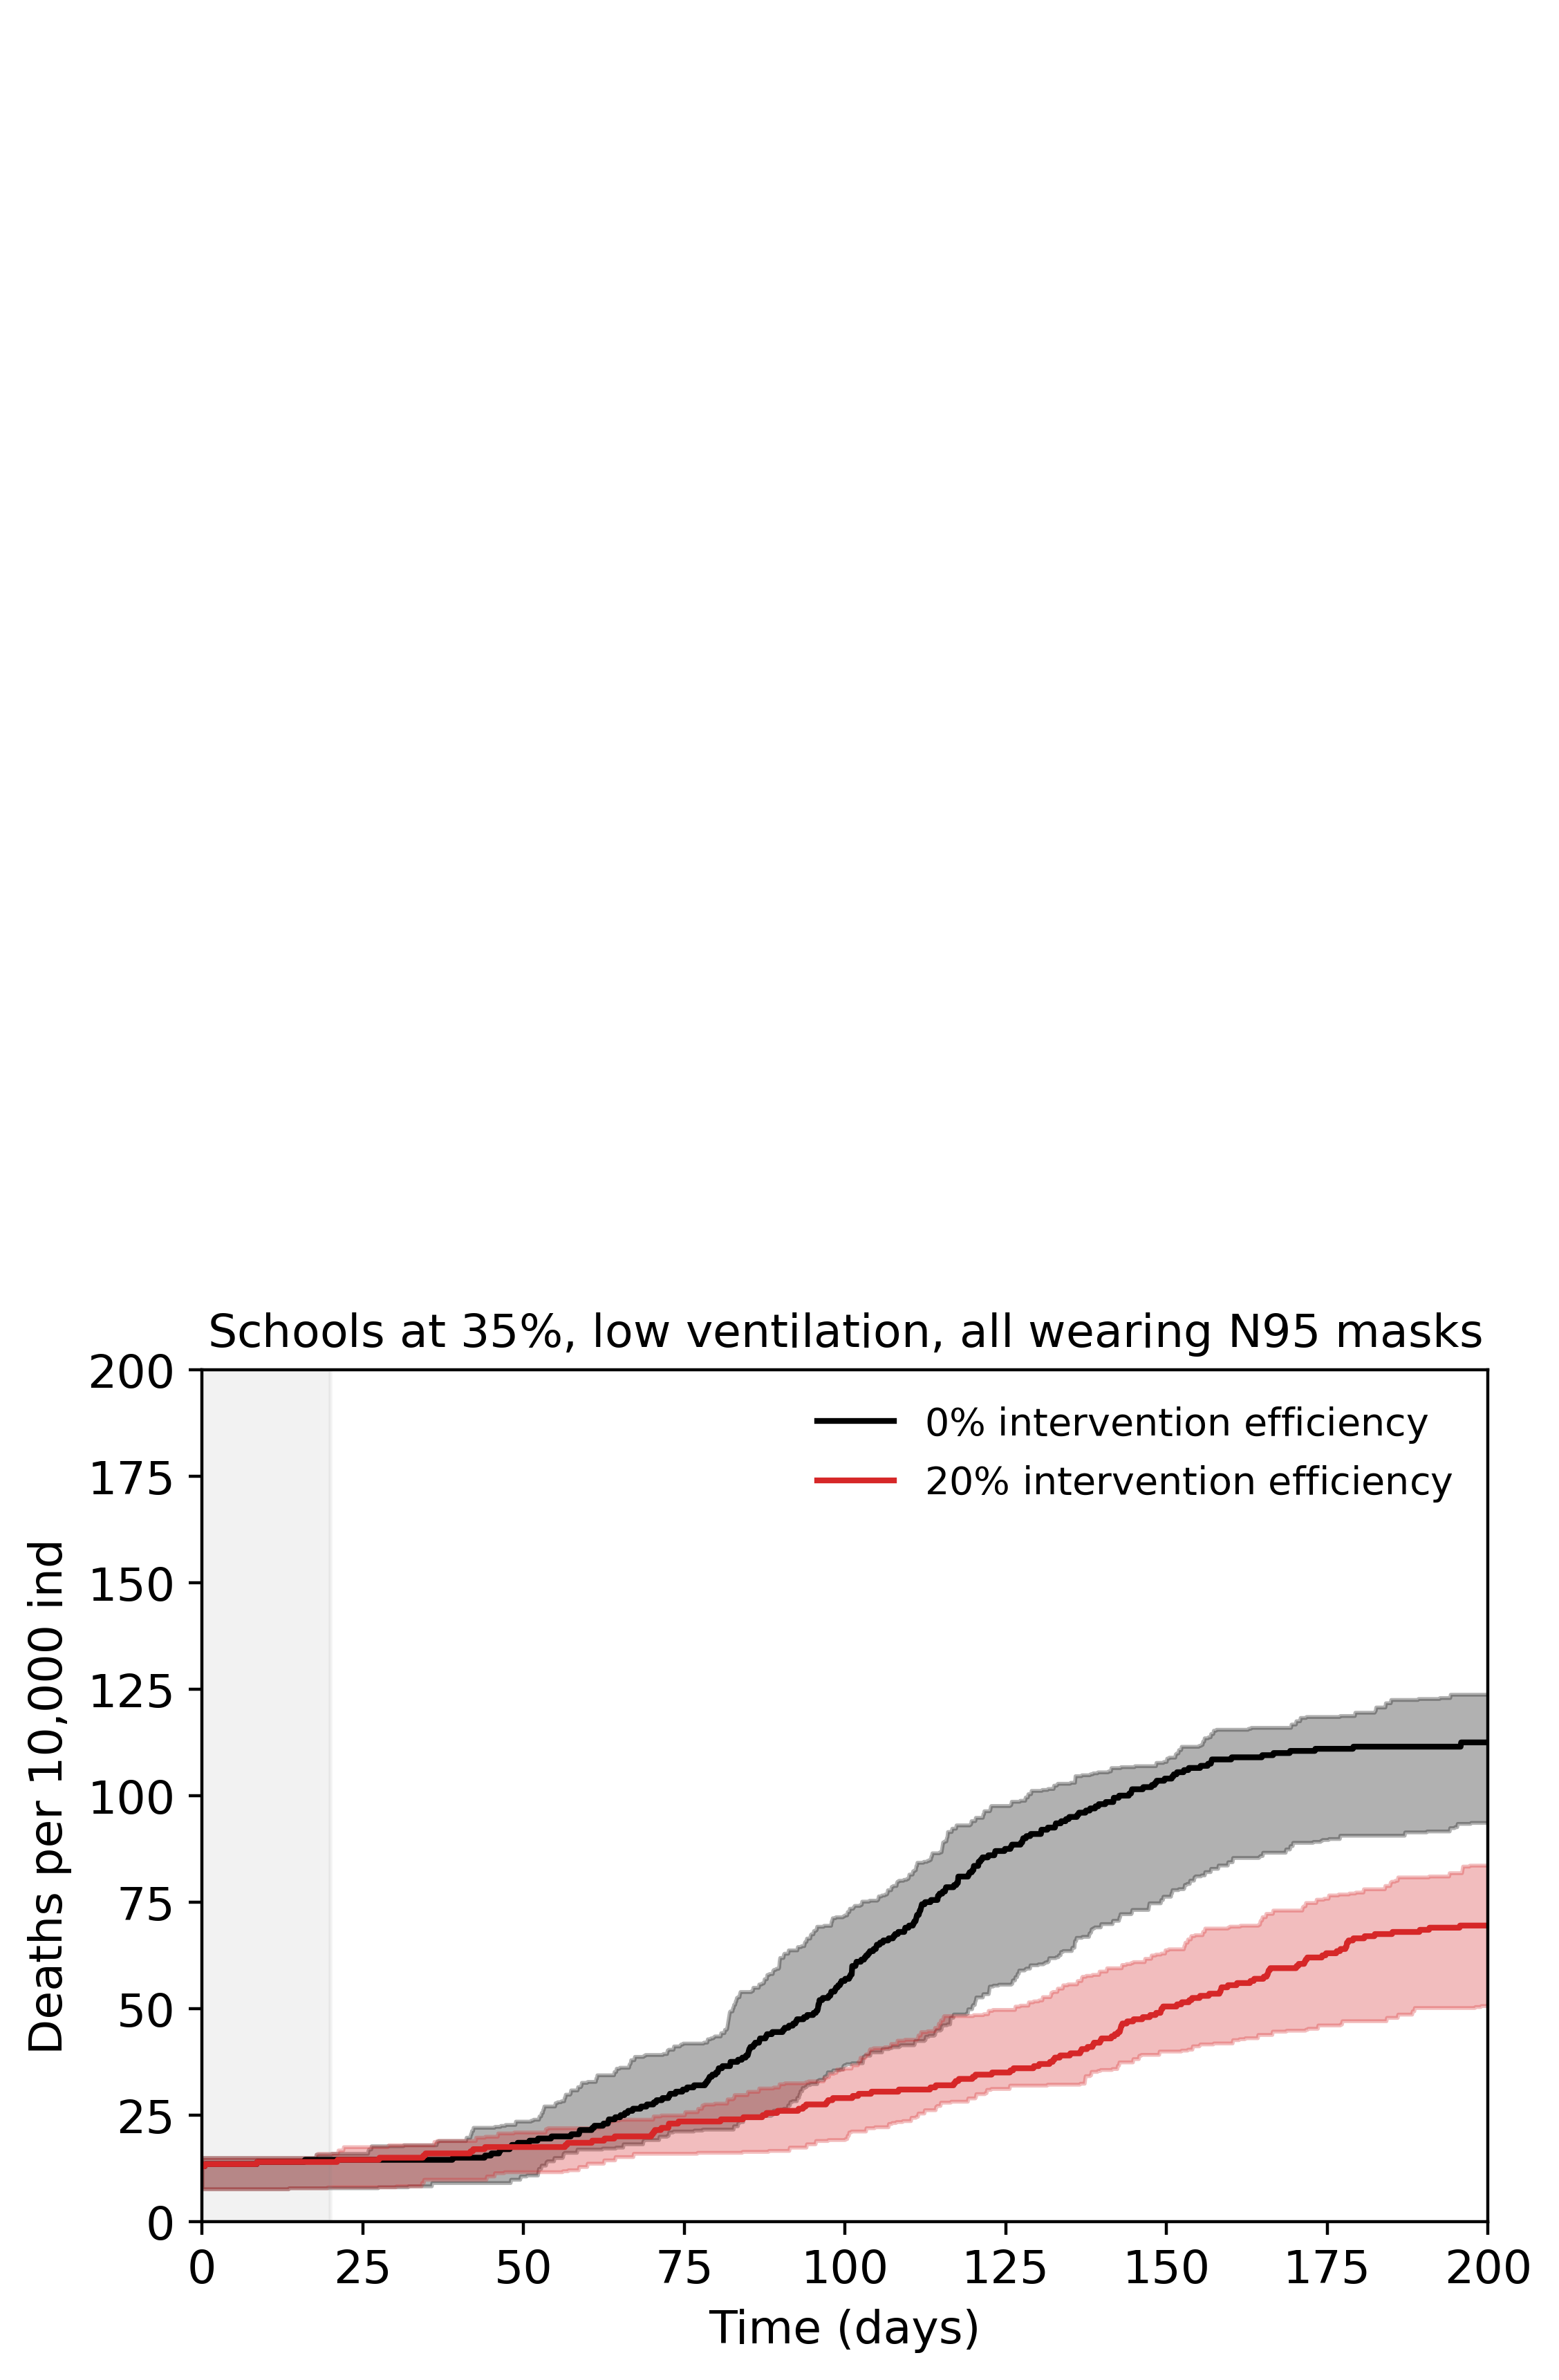 Schools at 35%, low ventilation, all wearing N95 masks
200
175
150
125
100
75
50
25
0
Deaths per 10,000 ind
0% intervention efficiency
20% intervention efficiency
0 25 50 75 100 125 150 175 200
Time (days)